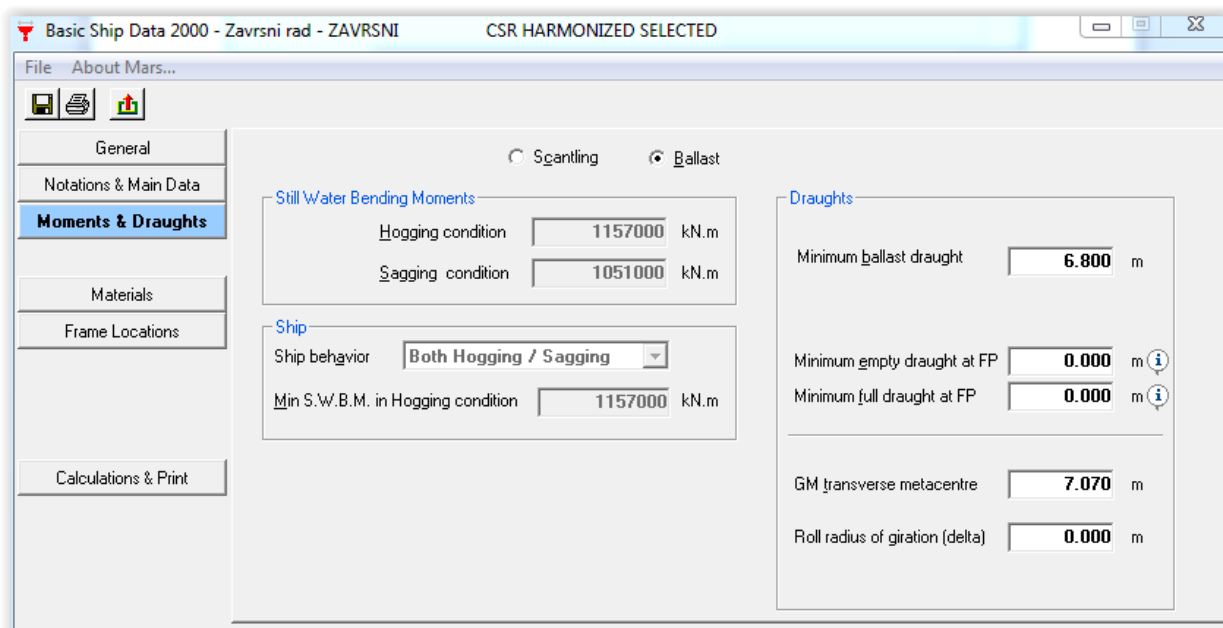 Basic Ship Data 2000 - Zavrsni rad - ZAVRSNI CSR HARMONIZED SELECTED
File About Mars...
General
Notations & Main Data
Moments & Draughts
Materials
Frame Locations
Calculations & Print
Scantling Ballast
Still Water Bending Moments
Hogging condition 1157000 kN.m
Sagging condition 1051000 kN.m
Ship
Ship behavior Both Hogging / Sagging
Min S.W.B.M. in Hogging condition 1157000 kN.m
Draughts
Minimum ballast draught 6.800 m
Minimum empty draught at FP 0.000 m i
Minimum full draught at FP 0.000 m i
GM transverse metacentre 7.070 m
Roll radius of giration (delta) 0.000 m